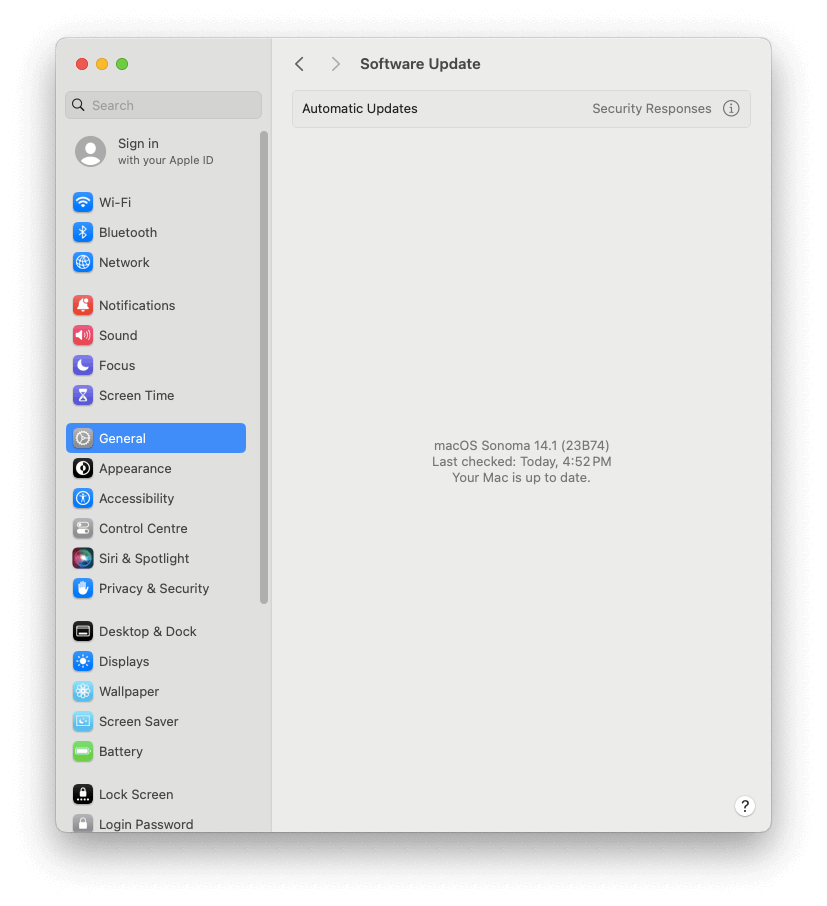 Search
Sign in
with your Apple ID
Wi-Fi
Bluetooth
Network
Notifications
Sound
Focus
Screen Time
General
Appearance
Accessibility
Control Centre
Siri & Spotlight
Privacy & Security
Desktop & Dock
Displays
Wallpaper
Screen Saver
Battery
Lock Screen
Login Password
Software Update
Automatic Updates Security Responses
macOS Sonoma 14.1 (23B74)
Last checked: Today, 4:52 PM
Your Mac is up to date.
?